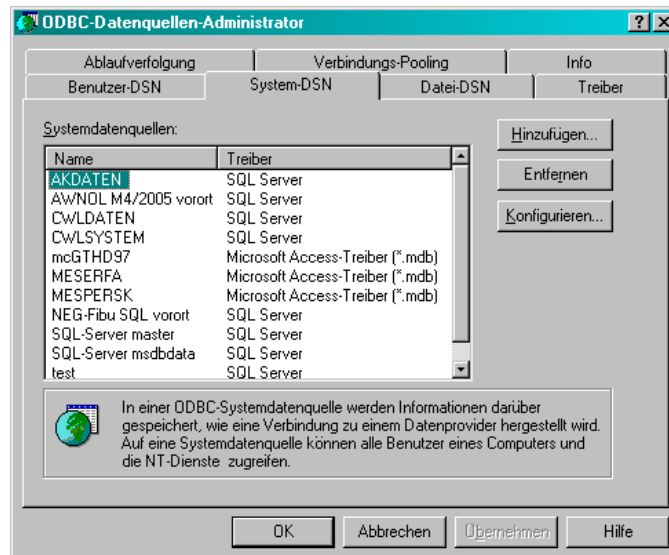 ODBC-Datenquellen-Administrator
Ablaufverfolgung Verbindungs-Pooling Info
Benutzer-DSN System-DSN Datei-DSN Treiber
Systemdatenquellen:
Hinzufügen...
Entfernen
Konfigurieren...
Name Treiber
AKDATEN SQL Server
AWNOL M4/2005 vorort SQL Server
CWLDATEN SQL Server
CWLSYSTEM SQL Server
mcGTHD97 Microsoft Access-Treiber (*.mdb)
MESERFA Microsoft Access-Treiber (*.mdb)
MESPERSK Microsoft Access-Treiber (*.mdb)
NEG-Fibu SQL vorort SQL Server
SQL-Server master SQL Server
SQL-Server msdbdata SQL Server
test SQL Server
In einer ODBC-Systemdatenquelle werden Informationen darüber
gespeichert, wie eine Verbindung zu einem Datenprovider hergestellt wird.
Auf eine Systemdatenquelle können alle Benutzer eines Computers und
die NT-Dienste zugreifen.
OK Abbrechen Übernehmen Hilfe